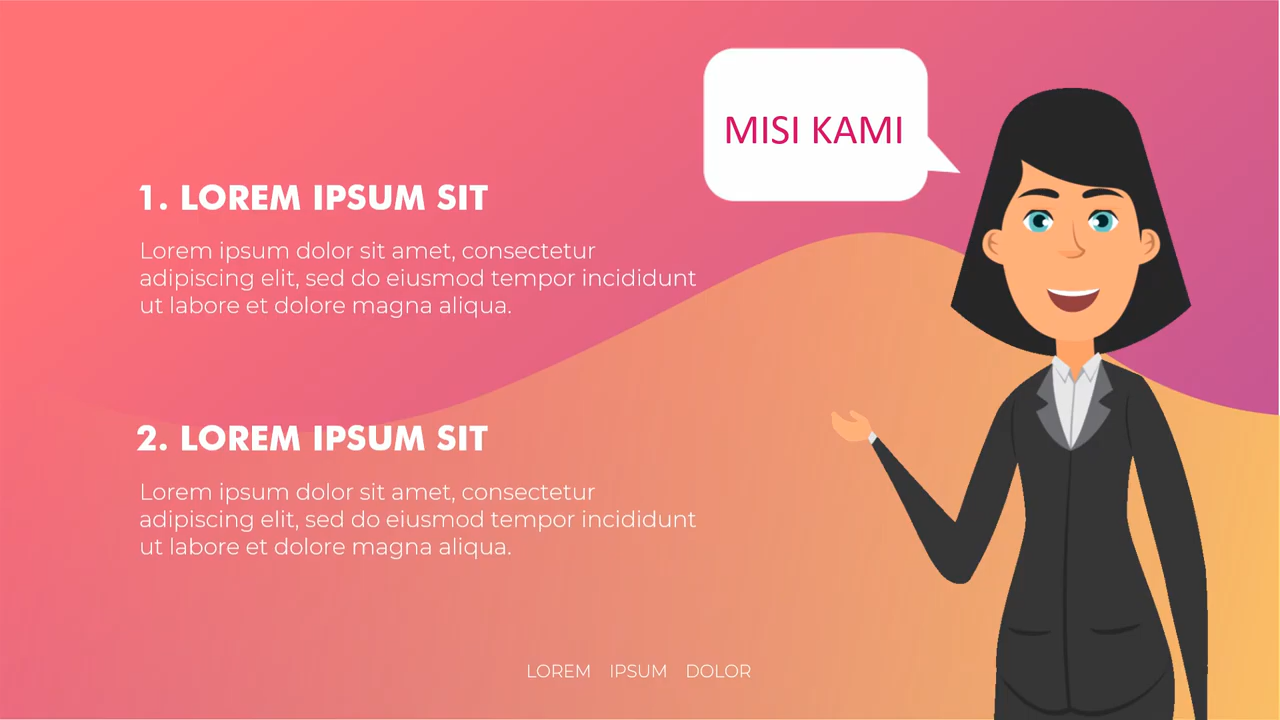 MISI KAMI
1. LOREM IPSUM SIT
Lorem ipsum dolor sit amet, consectetur
adipiscing elit, sed do eiusmod tempor incididunt
ut labore et dolore magna aliqua.
2. LOREM IPSUM SIT
Lorem ipsum dolor sit amet, consectetur
adipiscing elit, sed do eiusmod tempor incididunt
ut labore et dolore magna aliqua.
LOREM IPSUM DOLOR